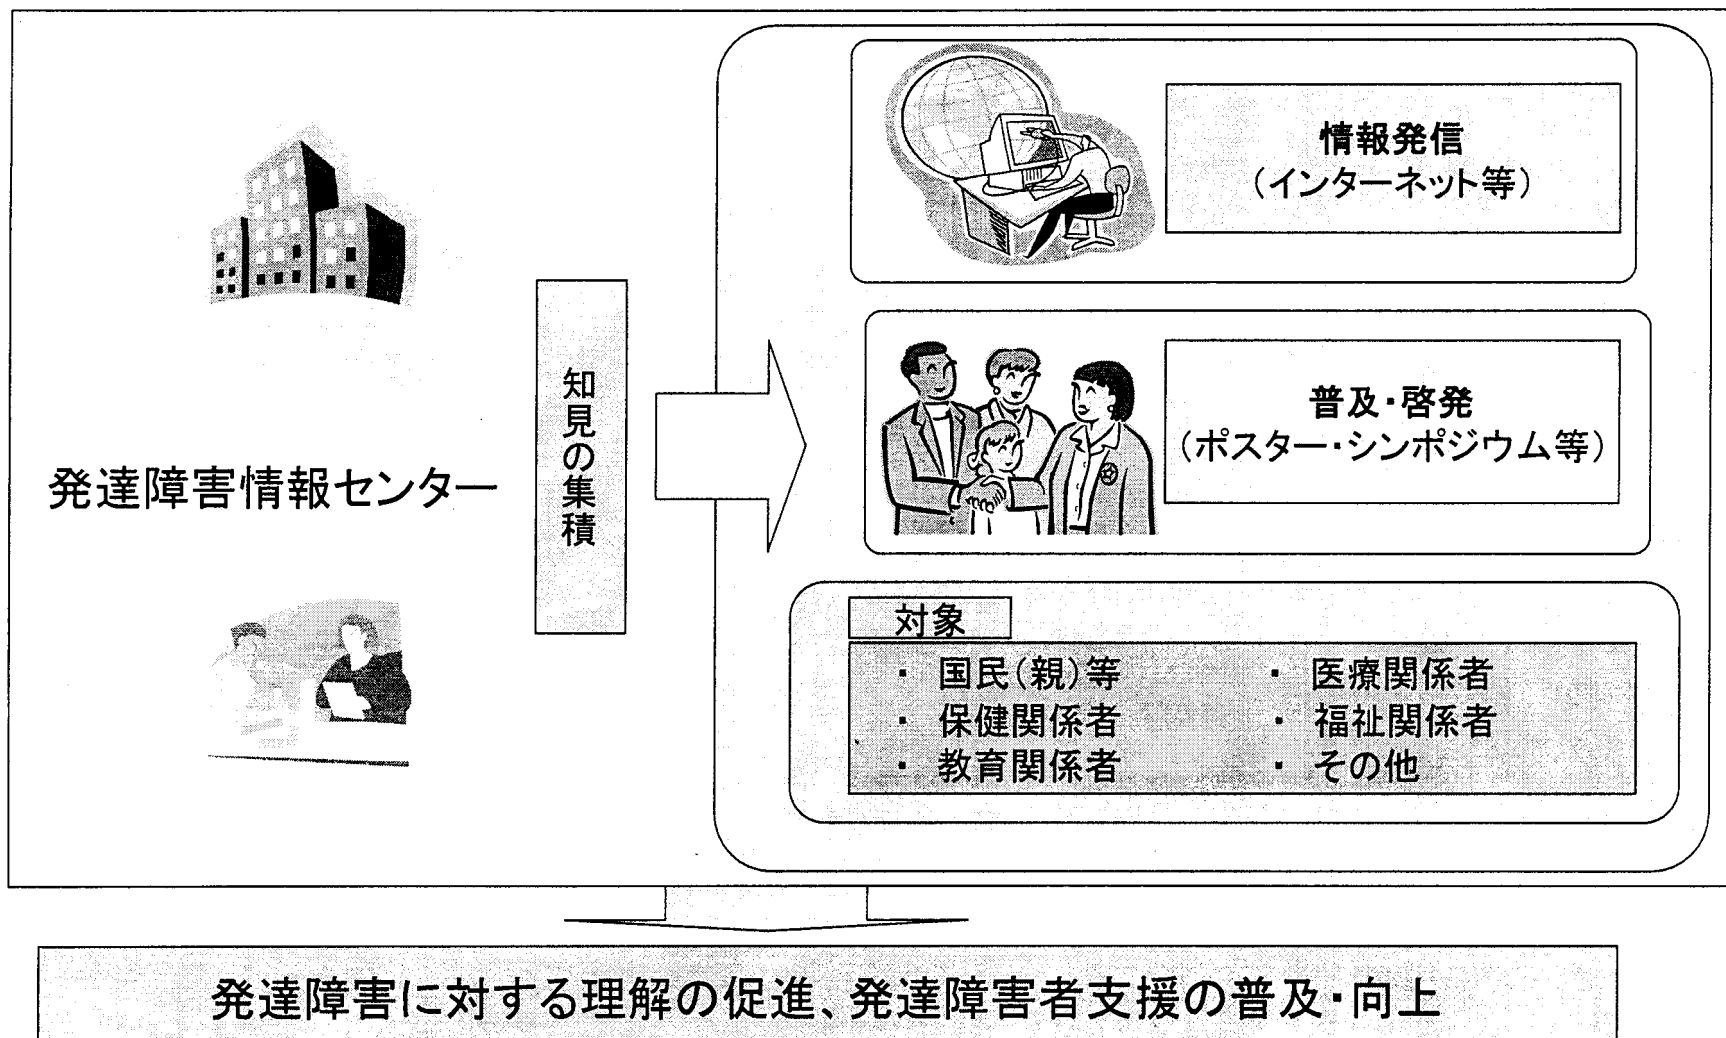 発達障害情報センター
知見の集積
情報発信
（インターネット等）
普及・啓発
（ポスター・シンポジウム等）
対象
・ 国民（親）等
・ 保健関係者
・ 教育関係者
・ 医療関係者
・ 福祉関係者
・ その他
発達障害に対する理解の促進、発達障害者支援の普及・向上